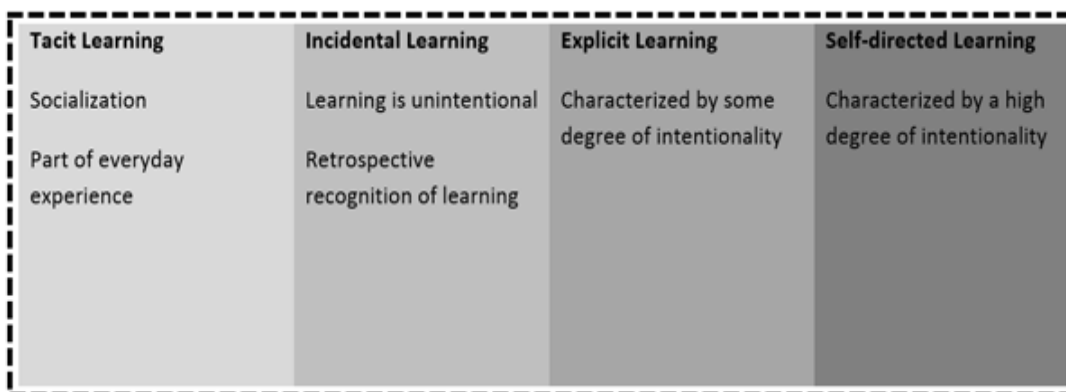 Tacit Learning
Socialization
Part of everyday
experience
Incidental Learning
Learning is unintentional
Retrospective
recognition of learning
Explicit Learning
Characterized by some
degree of intentionality
Self-directed Learning
Characterized by a high
degree of intentionality